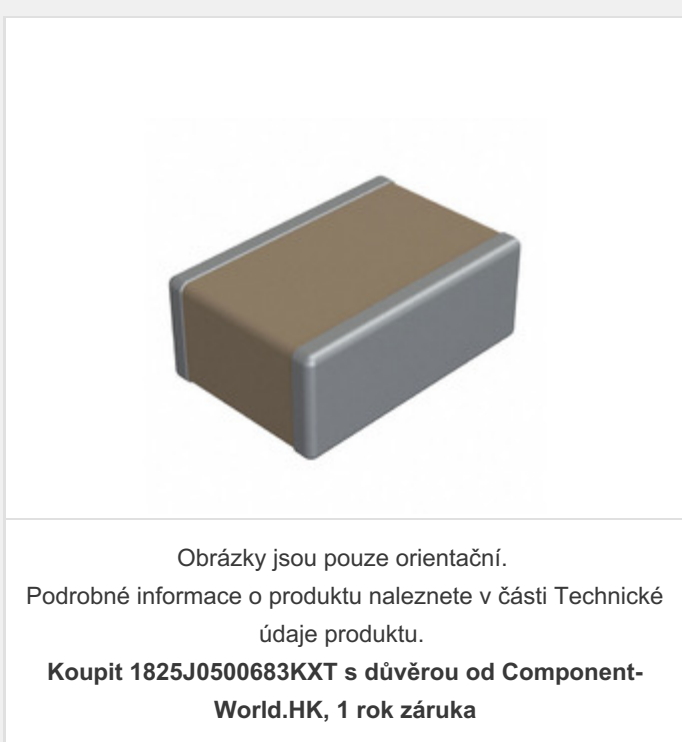 Obrázky jsou pouze orientační.
Podrobné informace o produktu naleznete v části Technické
údaje produktu.
Koupit 1825J0500683KXT s důvěrou od Component-
World.HK, 1 rok záruka